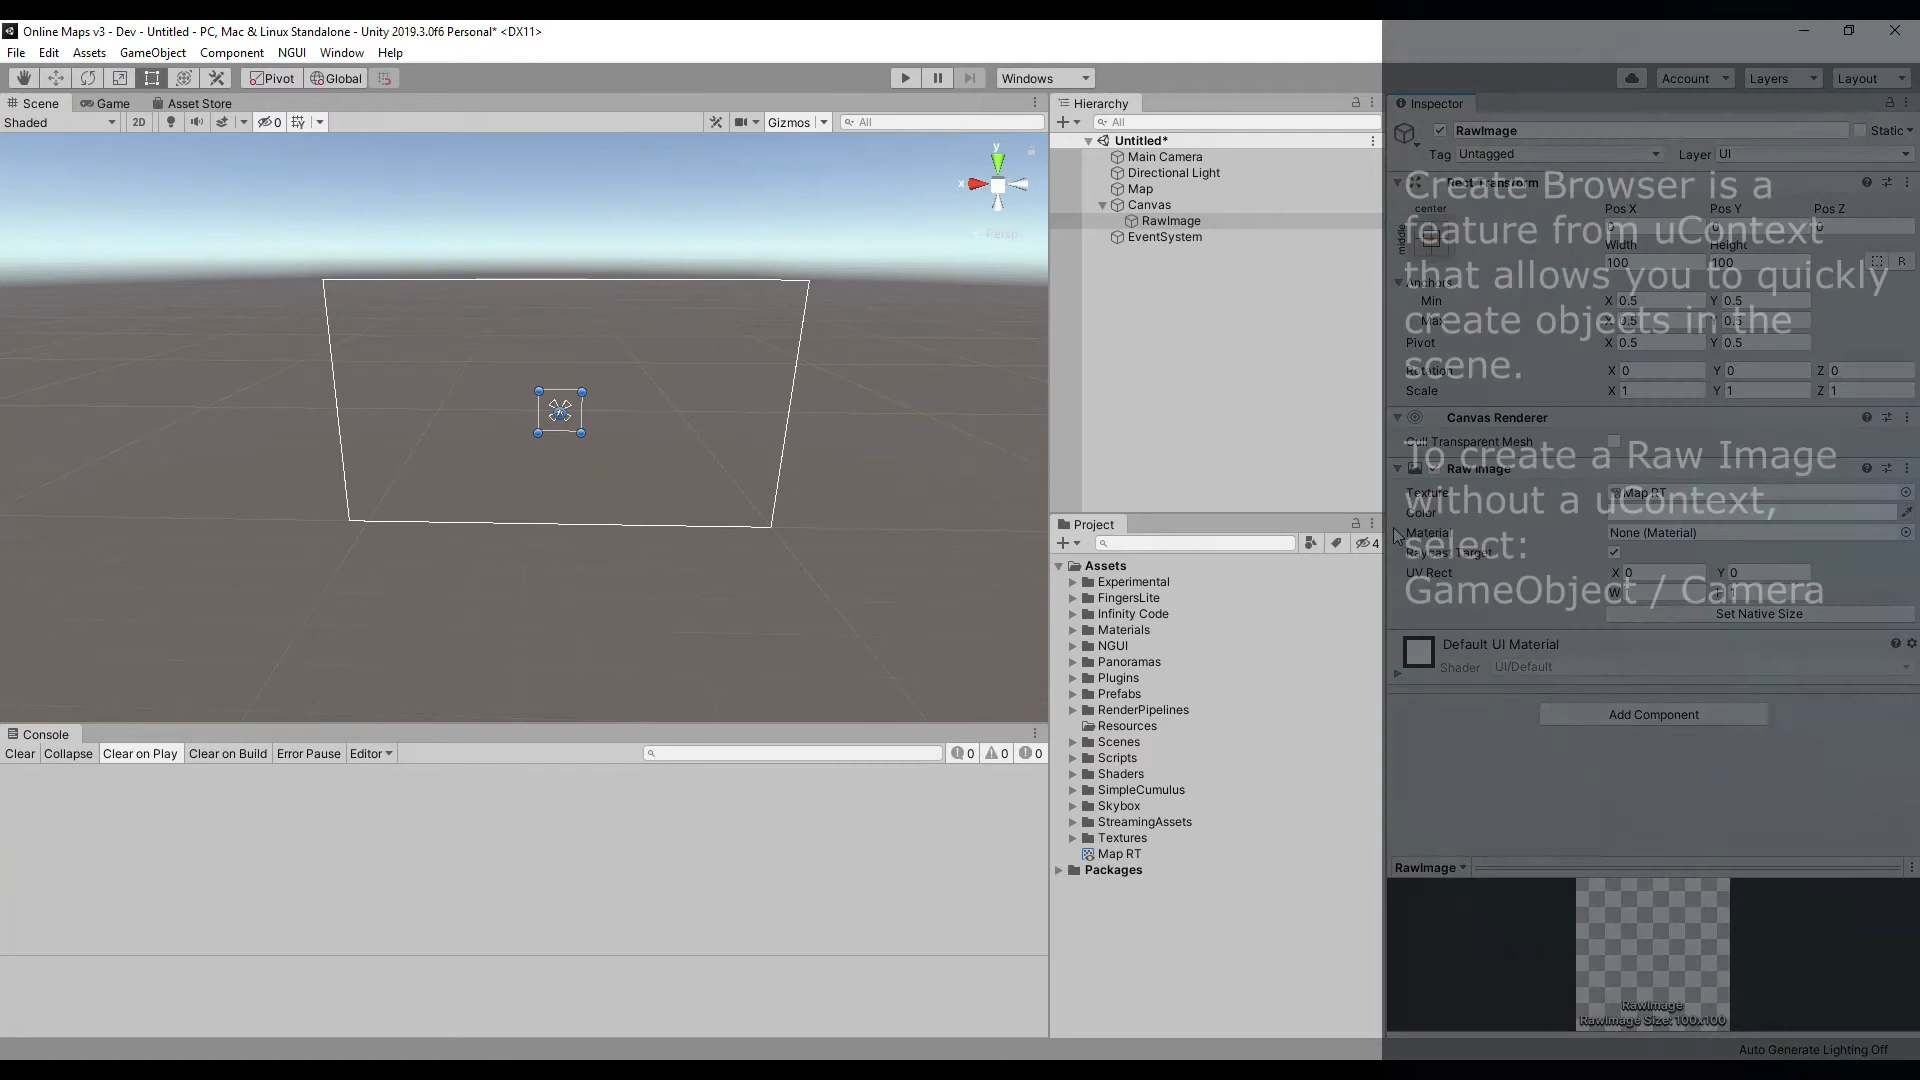 Online Maps v3 - Dev - Untitled - PC, Mac & Linux Standalone - Unity 2019.3.0f6 Personal* <DX11>
File Edit Assets GameObject Component NGUI Window Help
Pivot Global Windows Account Layers Layout
Scene Game Asset Store
Shaded 2D 0 Gizmos All
y
x
Persp
Console
Clear Collapse Clear on Play Clear on Build Error Pause Editor 0 0 0
Hierarchy
All
Untitled*
Main Camera
Directional Light
Map
Canvas
RawImage
EventSystem
Project
4
Assets
Experimental
FingersLite
Infinity Code
Materials
NGUI
Panoramas
Plugins
Prefabs
RenderPipelines
Resources
Scenes
Scripts
Shaders
SimpleCumulus
Skybox
StreamingAssets
Textures
Map RT
Packages
Inspector
RawImage Static
Tag Untagged Layer UI
Rect Transform
center Pos X Pos Y Pos Z
middle 0 0 0
Width Height
100 100 R
Anchors
Min X 0.5 Y 0.5
Max X 0.5 Y 0.5
Pivot X 0.5 Y 0.5
Rotation X 0 Y 0 Z 0
Scale X 1 Y 1 Z 1
Canvas Renderer
Cull Transparent Mesh
Raw Image
Texture Map RT
Color
Material None (Material)
Raycast Target
UV Rect X 0 Y 0
W
Set Native Size
Default UI Material
Shader UI/Default
Add Component
Create Browser is a
feature from uContext
that allows you to quickly
create objects in the
scene.
To create a Raw Image
without a uContext,
select:
GameObject / Camera
RawImage
RawImage
RawImage Size: 100x100
Auto Generate Lighting Off